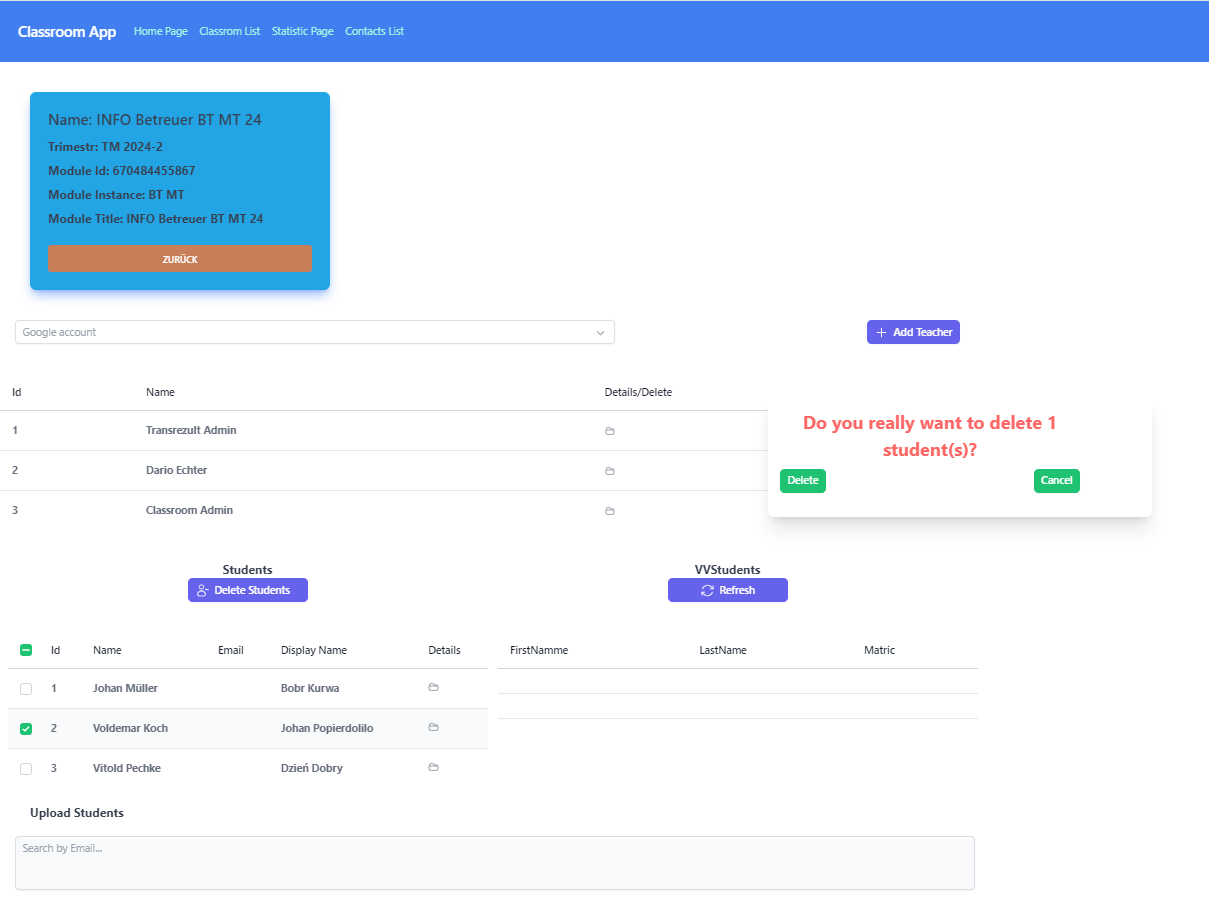 Classroom App Home Page Classrom List Statistic Page Contacts List
Name: INFO Betreuer BT MT 24
Trimestr: TM 2024-2
Module Id: 670484455867
Module Instance: BT MT
Module Title: INFO Betreuer BT MT 24
ZURÜCK
Google account
Add Teacher
Id Name Details/Delete
1 Transrezult Admin
2 Dario Echter
3 Classroom Admin
Do you really want to delete 1
student(s)?
Delete Cancel
Students
Delete Students
VVStudents
Refresh
Id Name Email Display Name Details
1 Johan Müller Bobr Kurwa
2 Voldemar Koch Johan Popierdolilo
3 Vitold Pechke Dzień Dobry
FirstNamme LastName Matric
Upload Students
Search by Email...